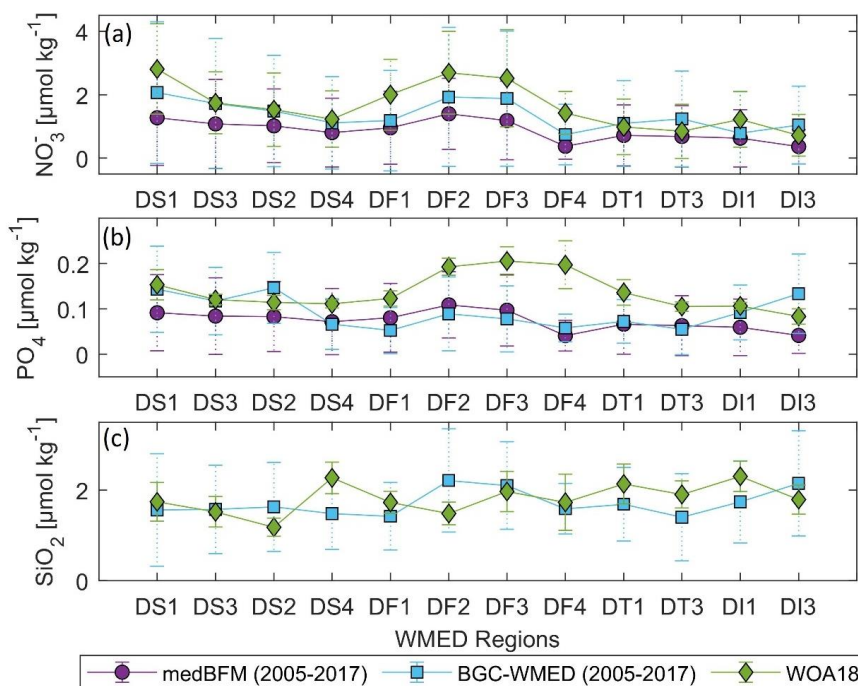 (a)
NO₃⁻ [μmol kg⁻¹]
4
2
0
DS1 DS3 DS2 DS4 DF1 DF2 DF3 DF4 DT1 DT3 DI1 DI3
(b)
PO₄ [μmol kg⁻¹]
0.2
0.1
0
DS1 DS3 DS2 DS4 DF1 DF2 DF3 DF4 DT1 DT3 DI1 DI3
(c)
SiO₂ [μmol kg⁻¹]
2
0
DS1 DS3 DS2 DS4 DF1 DF2 DF3 DF4 DT1 DT3 DI1 DI3
WMED Regions
medBFM (2005-2017) BGC-WMED (2005-2017) WOA18